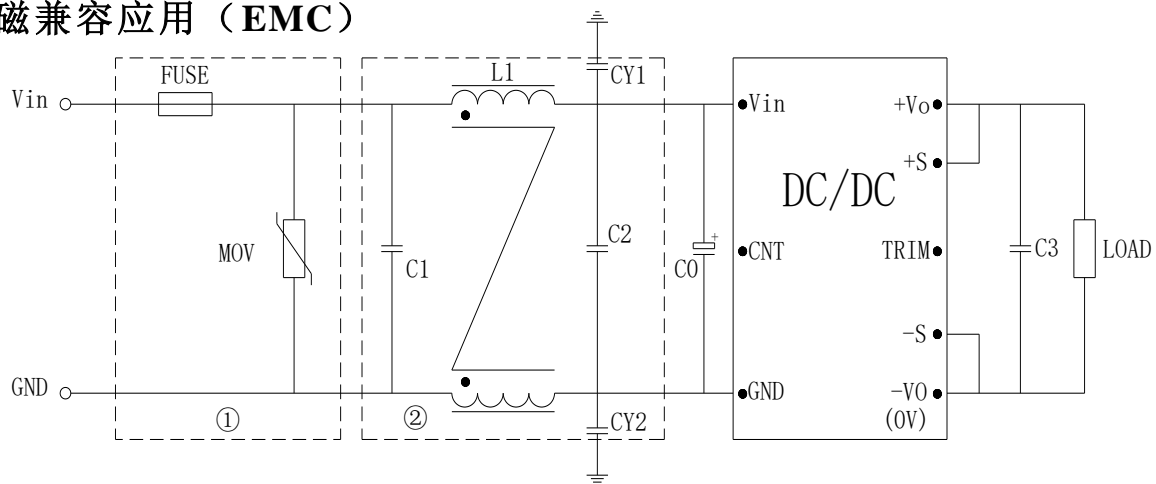 磁兼容应用（EMC）
CY1
FUSE
L1
Vin
Vin
+Vo
+S
DC/DC
MOV
C1
C2
+
C0
CNT
TRIM
C3
LOAD
-S
GND
GND
-VO
(0V)
①
②
CY2